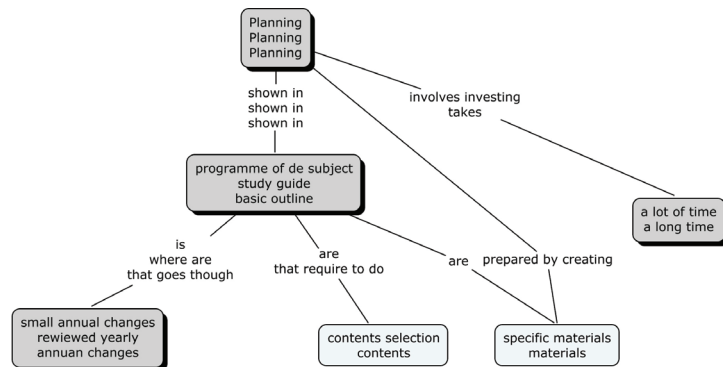 Planning
Planning
Planning
shown in
shown in
shown in
involves investing
takes
programme of de subject
study guide
basic outline
a lot of time
a long time
is
where are
that goes though
are
that require to do
are
prepared by creating
small annual changes
rewiewed yearly
annuan changes
contents selection
contents
specific materials
materials